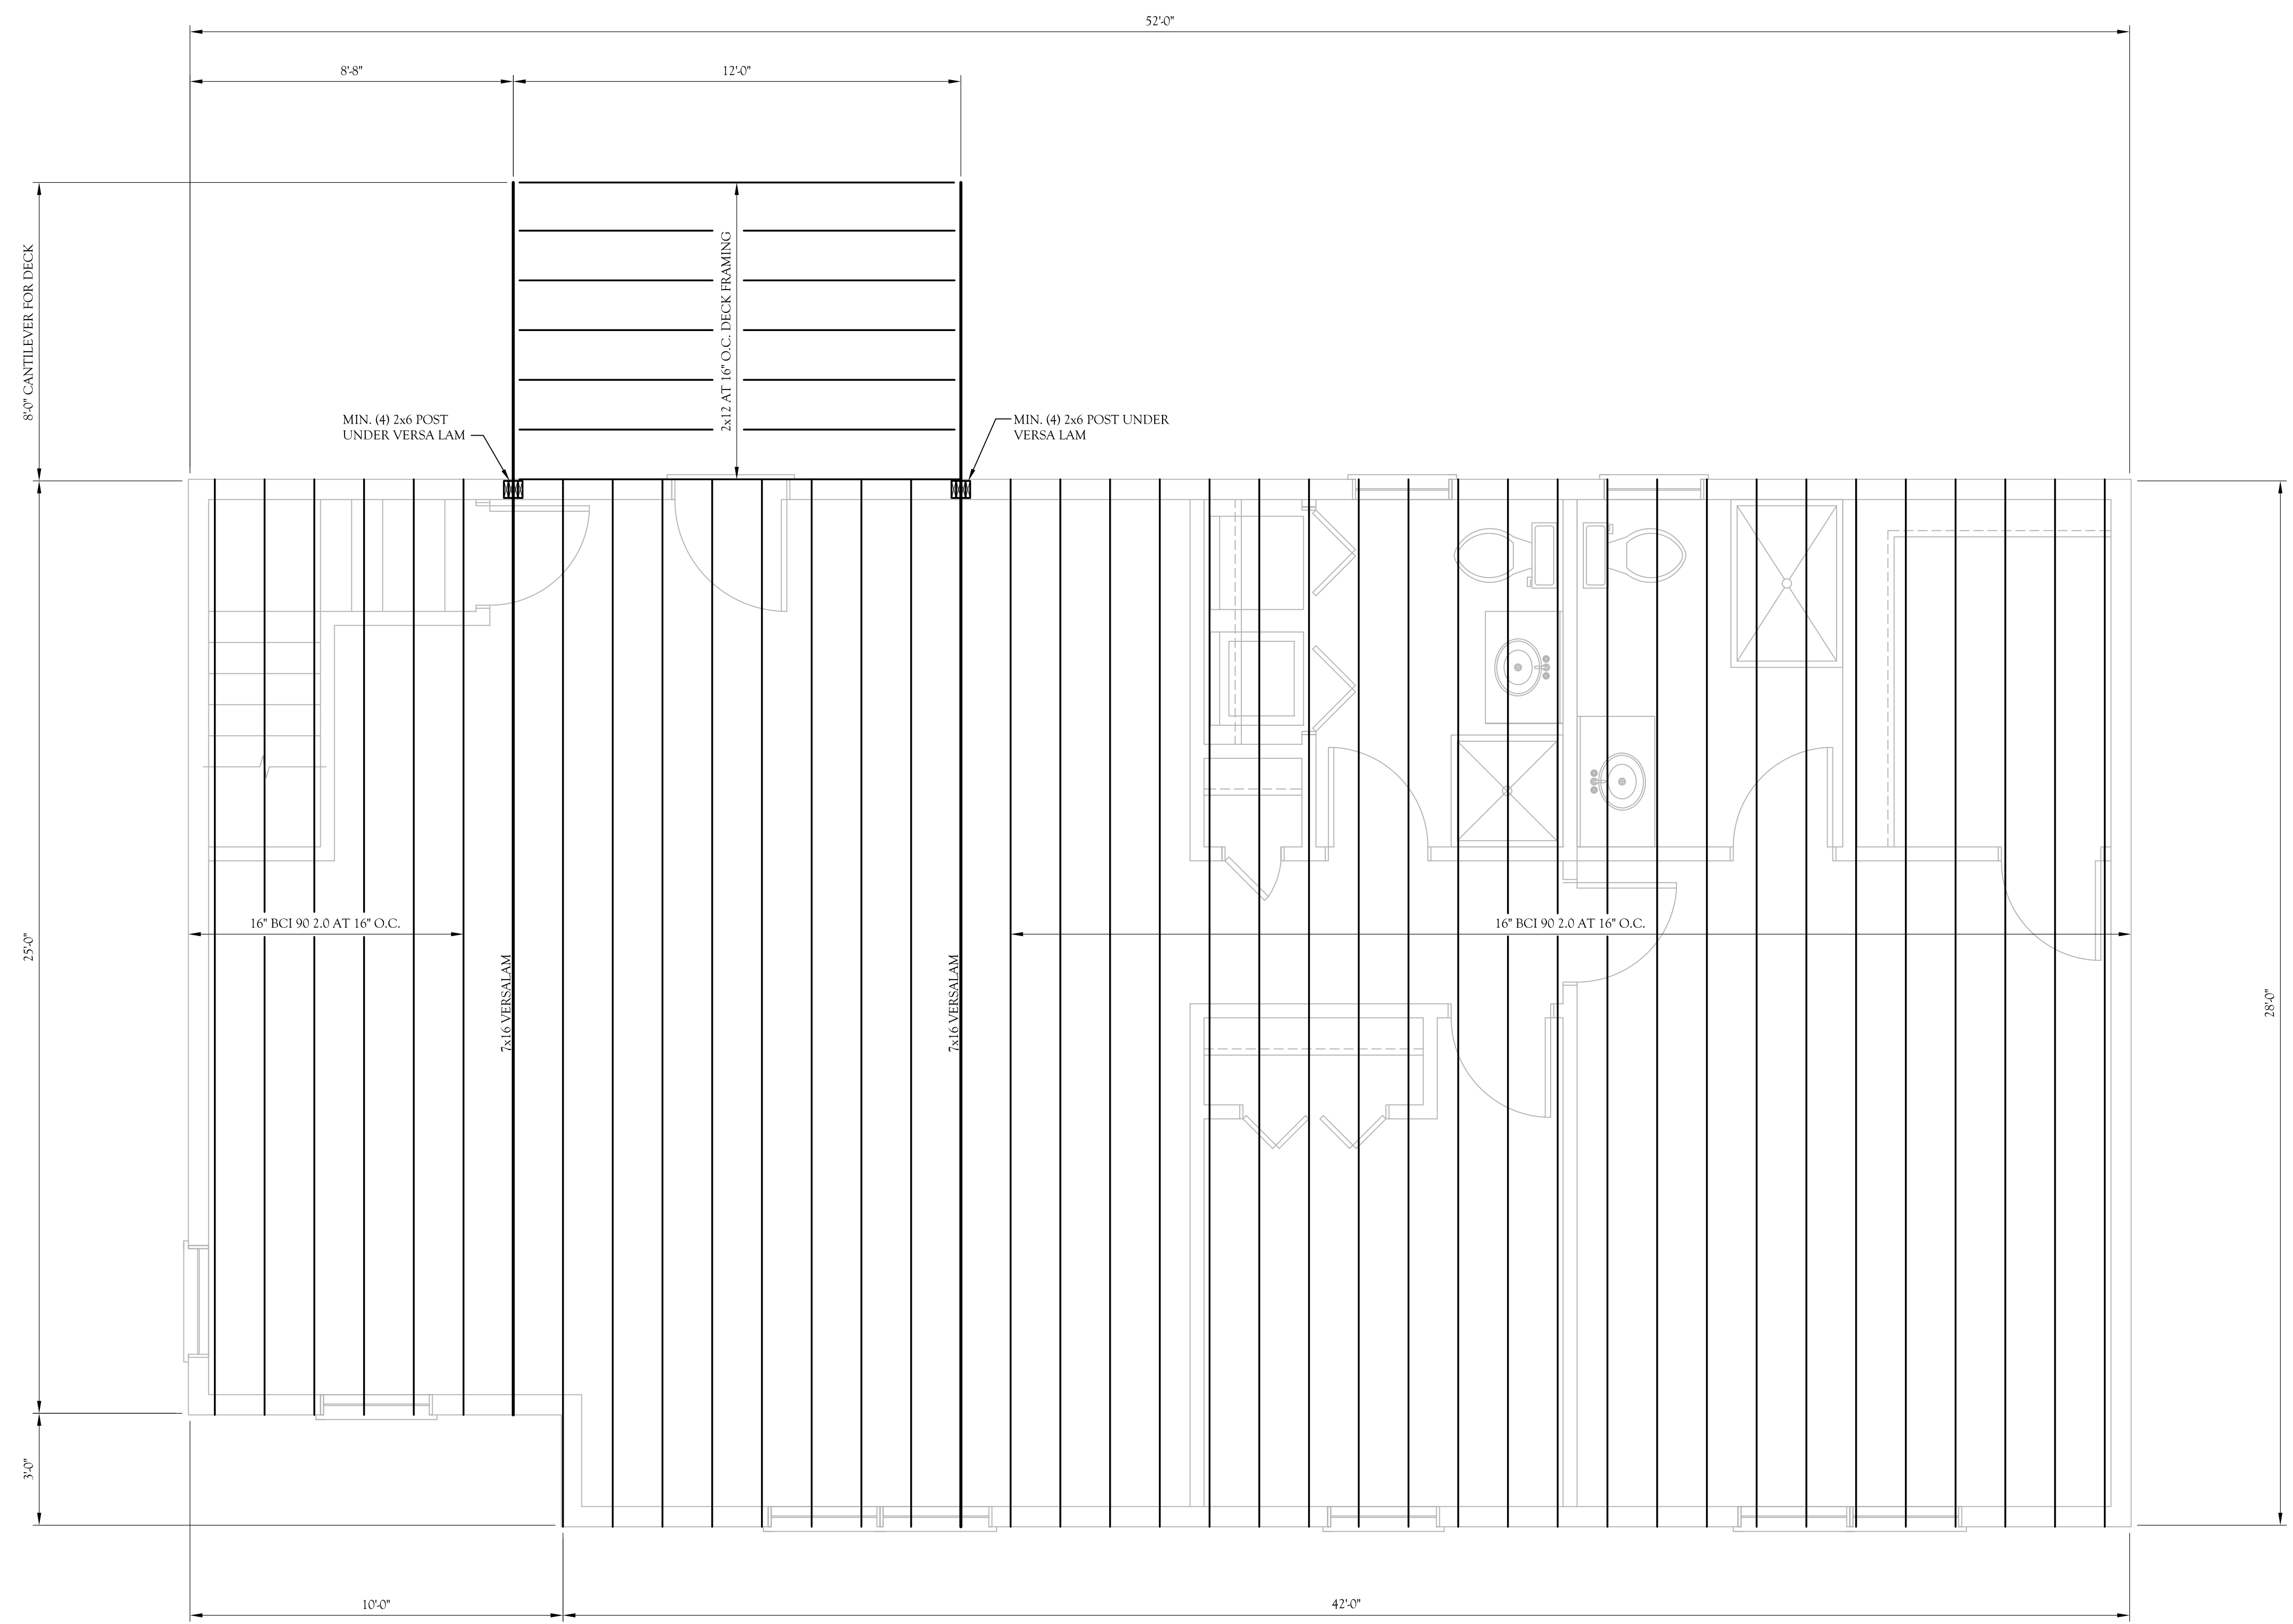 52'-0"
8'-8"
12'-0"
8'-0" CANTILEVER FOR DECK
2x12 AT 16" O.C. DECK FRAMING
MIN. (4) 2x6 POST
UNDER VERSA LAM
MIN. (4) 2x6 POST UNDER
VERSA LAM
16" BCI 90 2.0 AT 16" O.C.
16" BCI 90 2.0 AT 16" O.C.
25'-0"
7x16 VERSALAM
7x16 VERSALAM
28'-0"
3'-0"
10'-0"
42'-0"